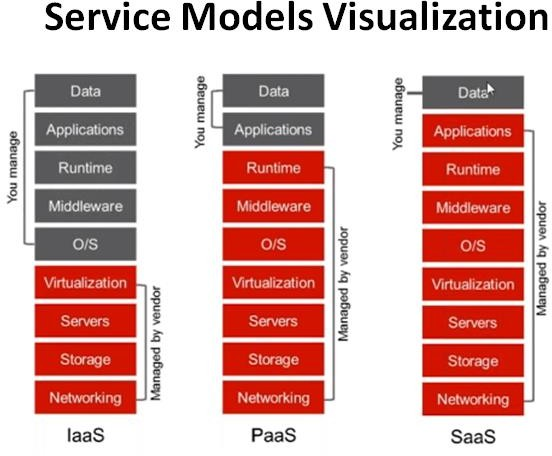 Service Models Visualization
You manage
Data
Applications
Runtime
Middleware
O/S
Virtualization
Servers
Storage
Networking
Managed by vendor
IaaS
You manage
Data
Applications
Runtime
Middleware
O/S
Virtualization
Servers
Storage
Networking
Managed by vendor
PaaS
You manage
Data
Applications
Runtime
Middleware
O/S
Virtualization
Servers
Storage
Networking
Managed by vendor
SaaS